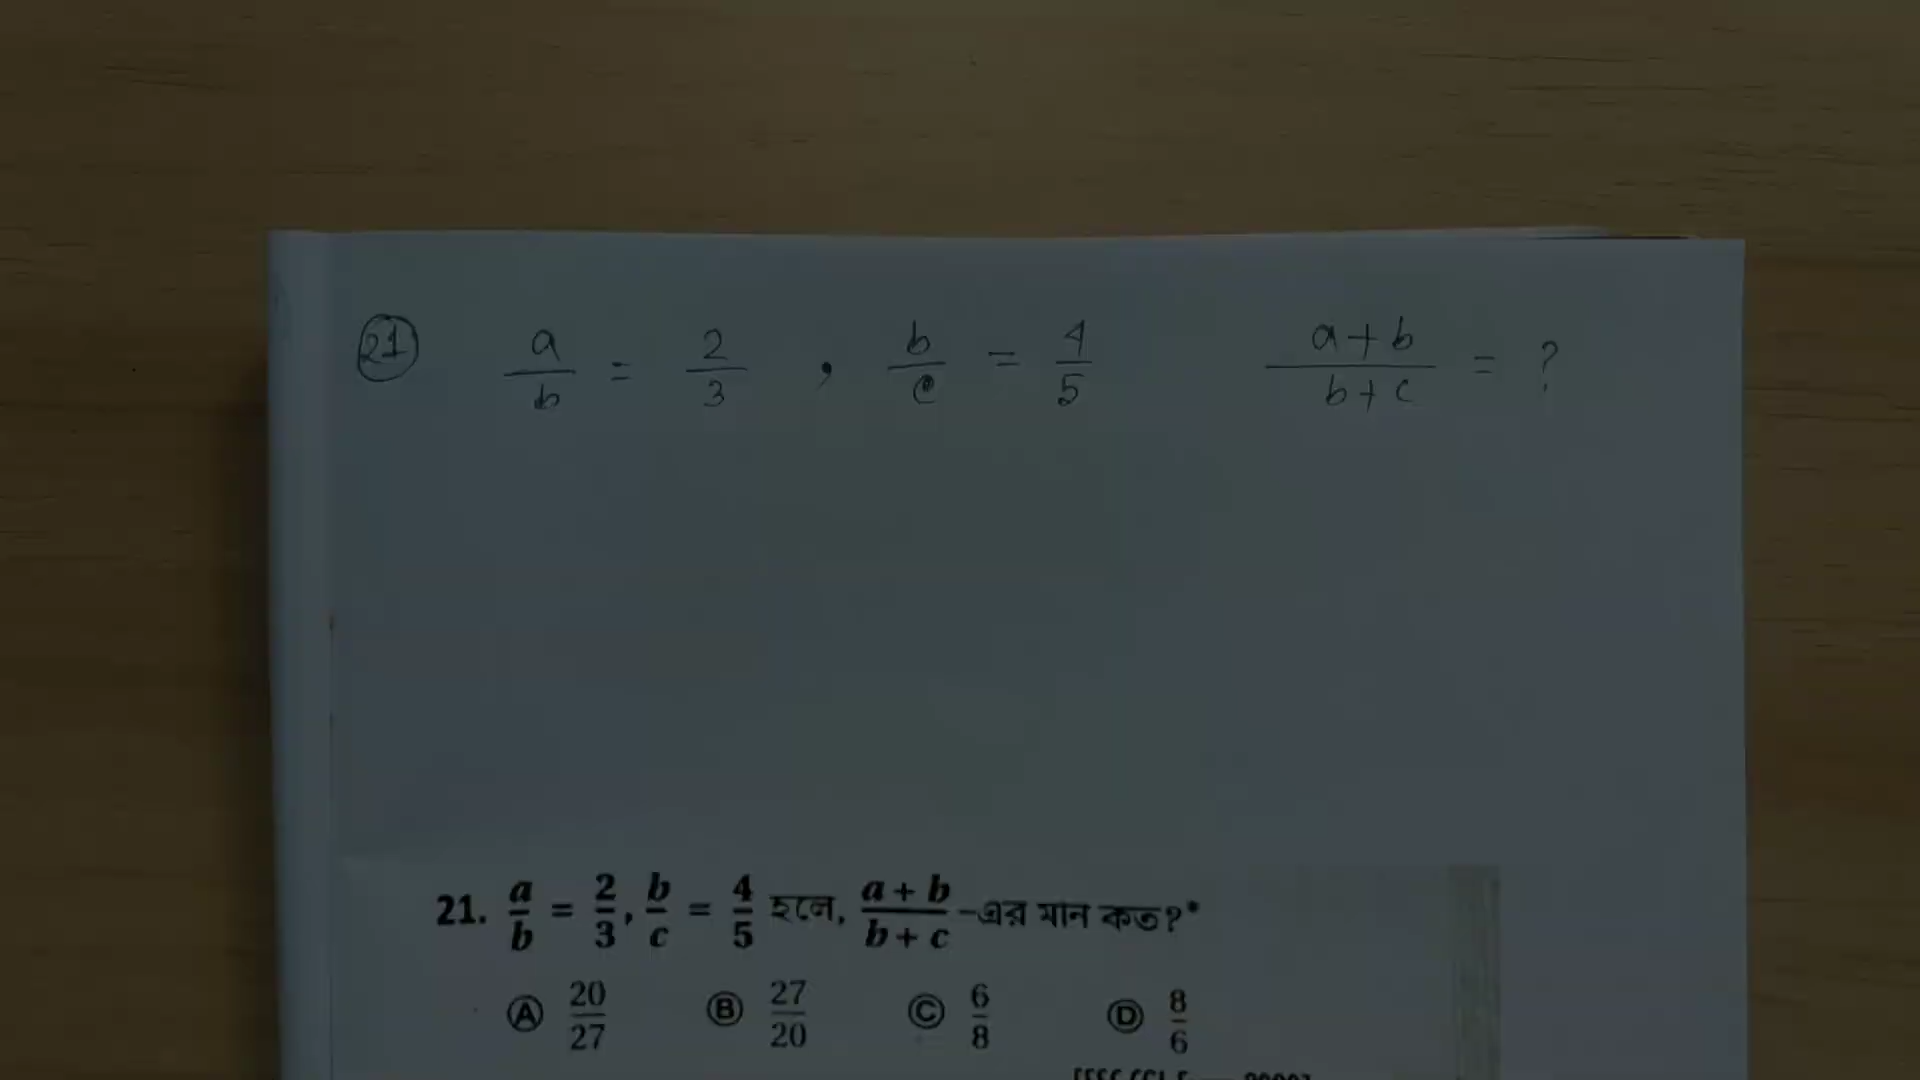 21 a/b = 2/3 , b/c = 4/5 a+b/b+c = ?
21. a/b = 2/3, b/c = 4/5 হলে, a + b/b + c -এর মান কত?*
Ⓐ 20/27 Ⓑ 27/20 Ⓒ 6/8 Ⓓ 8/6